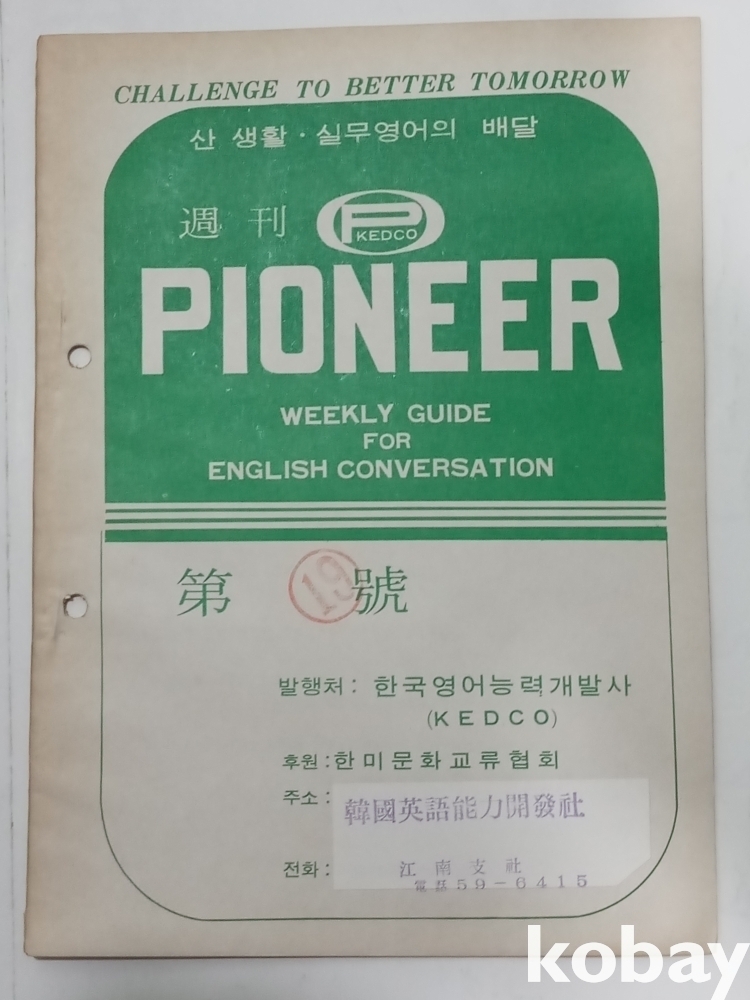 CHALLENGE TO BETTER TOMORROW
산 생활·실무영어의 배달
週刊 P KEDCO
PIONEER
WEEKLY GUIDE
FOR
ENGLISH CONVERSATION
第 19 號
발행처: 한국영어능력개발사
(KEDCO)
후원:한미문화교류협회
주소: 韓國英語能力開發社
전화: 江南支社
電話 59-6415
kobay